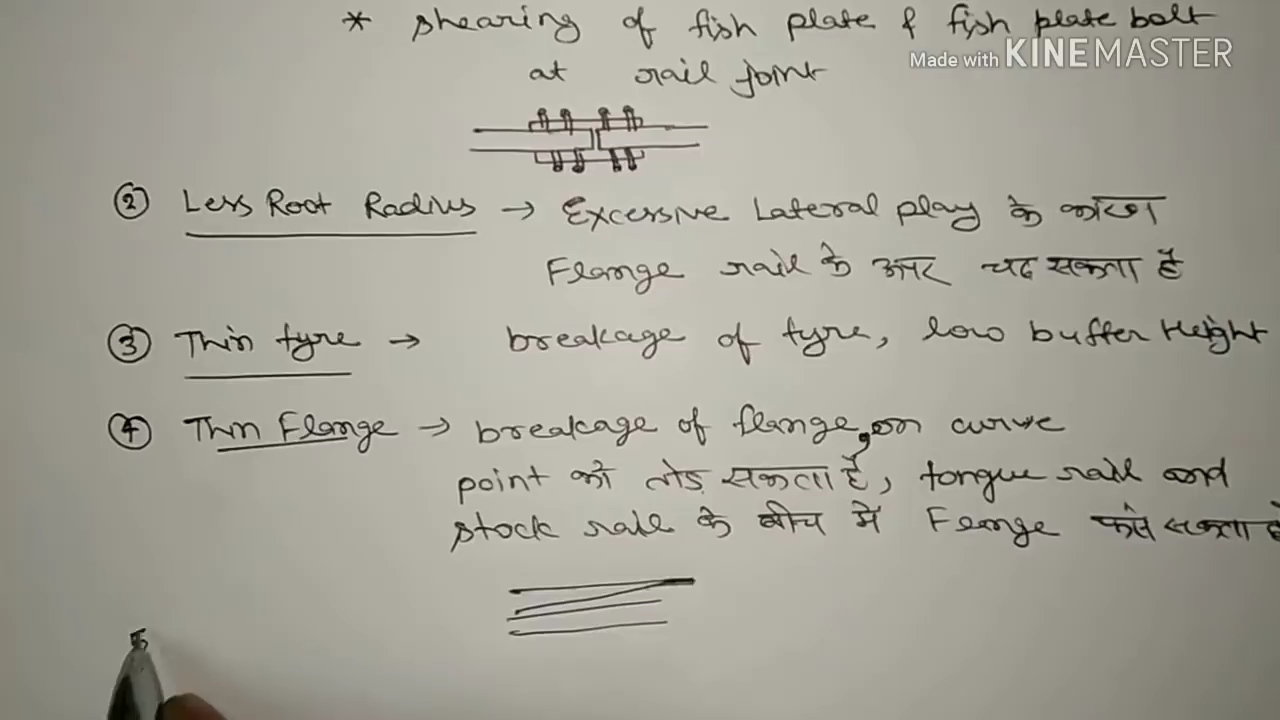 * shearing of fish plate & fish plate bolt
Made with KINEMASTER
at rail joint
② Less Root Radius → Excessive Lateral play के कारण
Flange rail के ऊपर चढ सकता है
③ Thin tyre → breakage of tyre, low buffer Height
④ Thin Flange → breakage of flange, on curve
point को तोड़ सकता है, tongue rail and
stock rail के बीच में Flange फंस सकता है
5